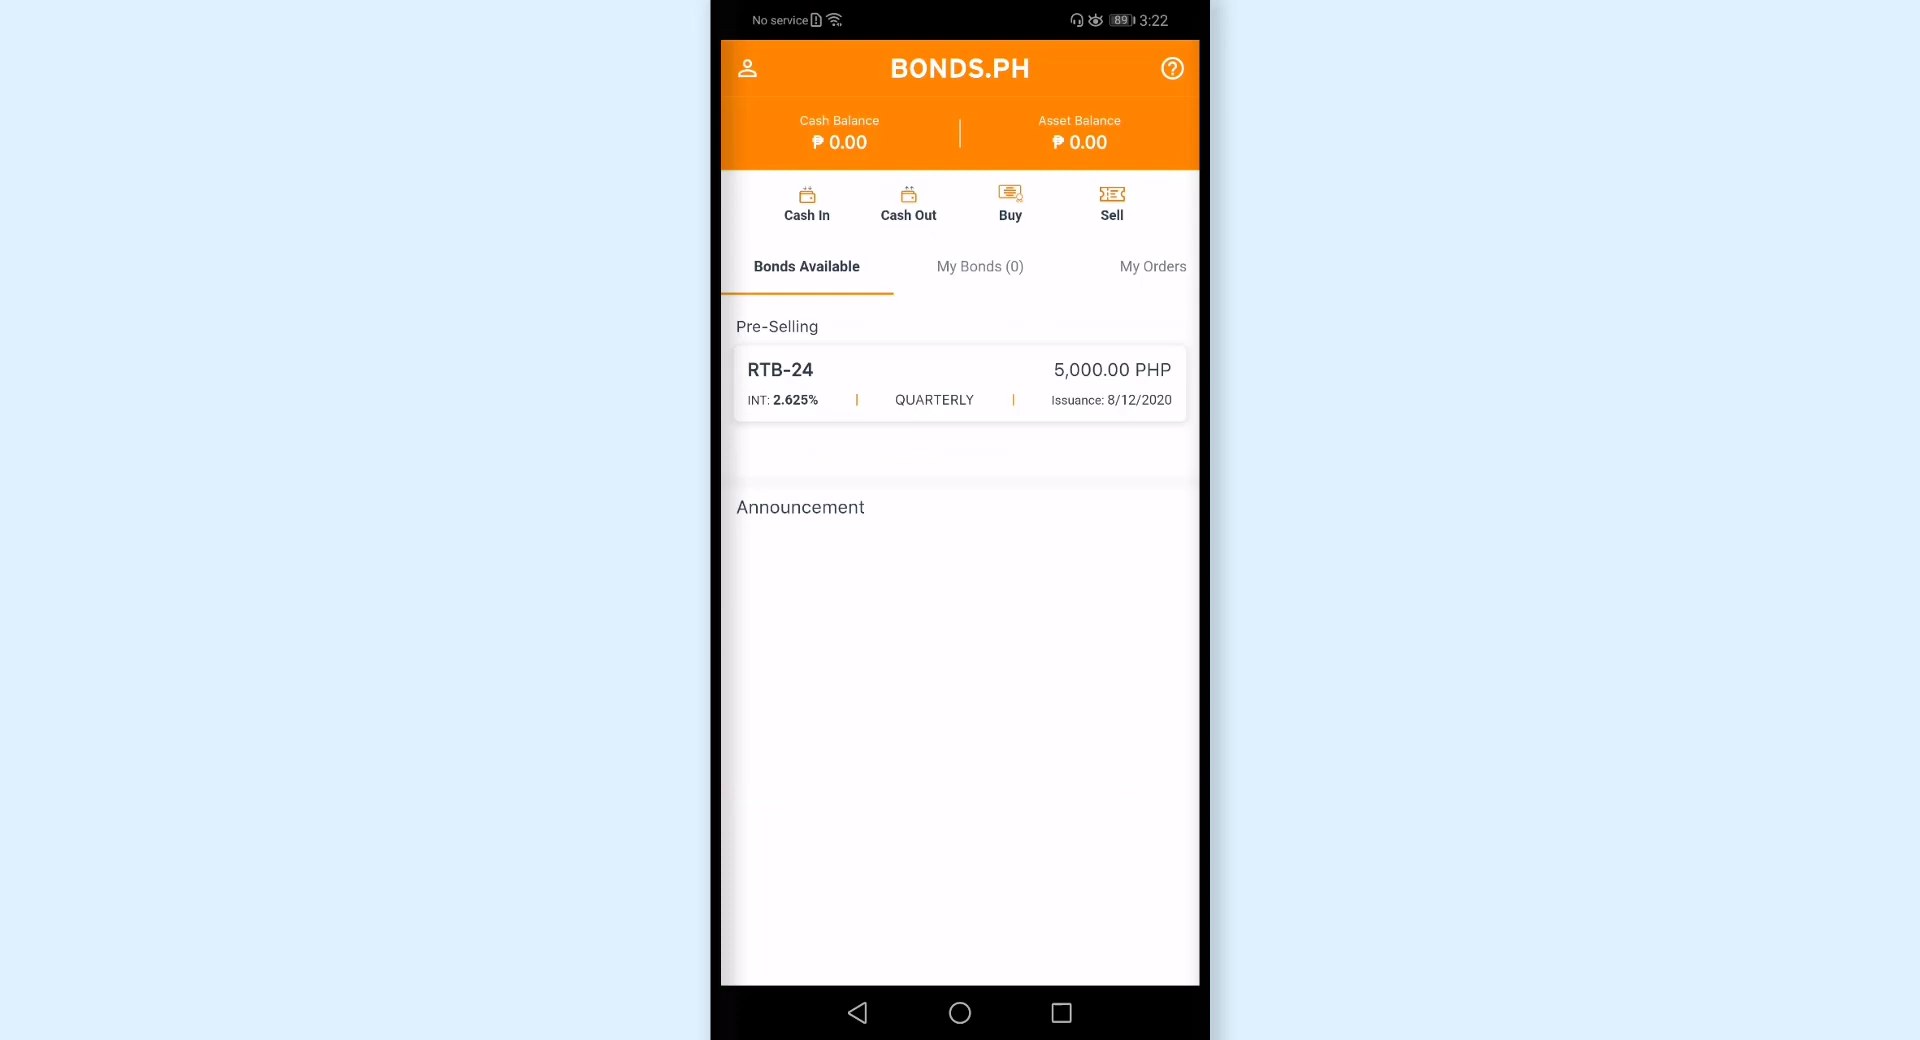 No service 89 3:22
BONDS.PH
Cash Balance Asset Balance
₱ 0.00 ₱ 0.00
Cash In Cash Out Buy Sell
Bonds Available My Bonds (0) My Orders
Pre-Selling
RTB-24 5,000.00 PHP
INT: 2.625% QUARTERLY Issuance: 8/12/2020
Announcement